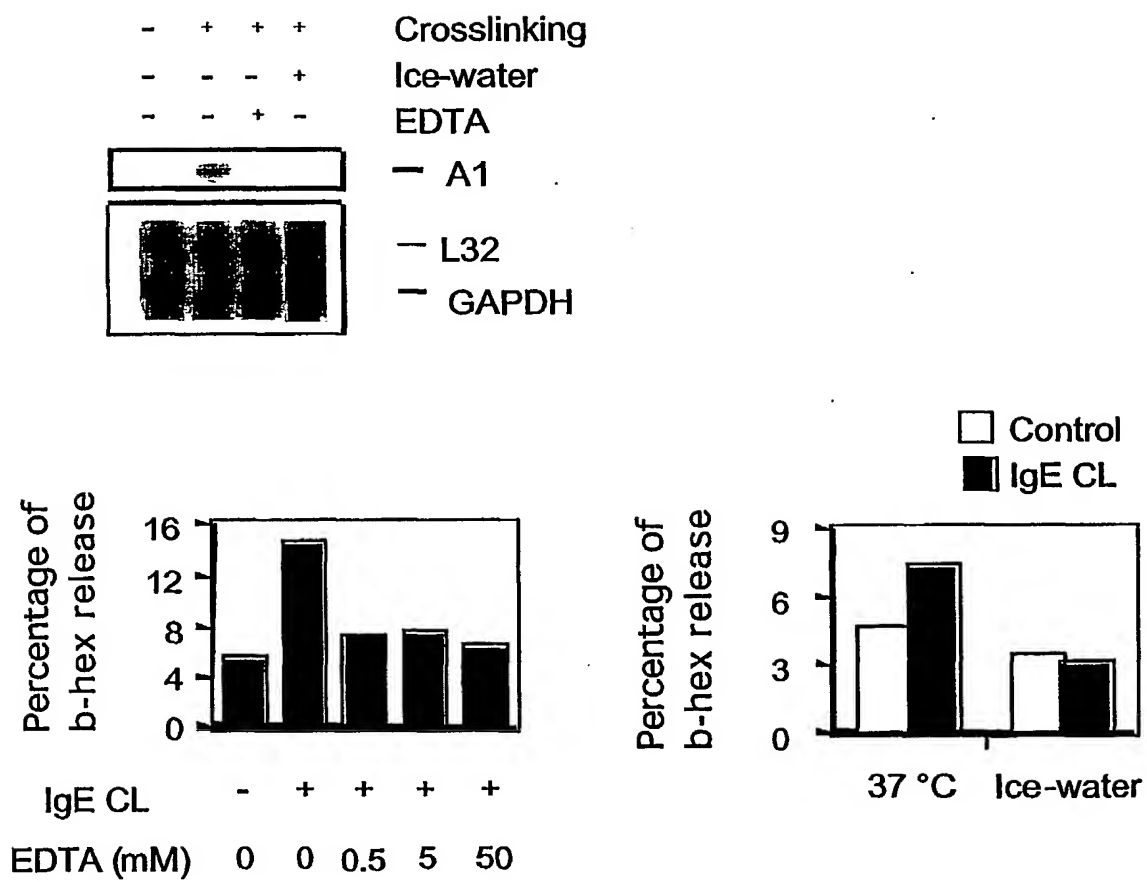 - + + + Crosslinking
- - - + Ice-water
- - + - EDTA
A1
L32
GAPDH
Control
IgE CL
Percentage of
b-hex release
16
12
8
4
0
IgE CL - + + + +
EDTA (mM) 0 0 0.5 5 50
Percentage of
b-hex release
9
6
3
0
37 °C Ice-water